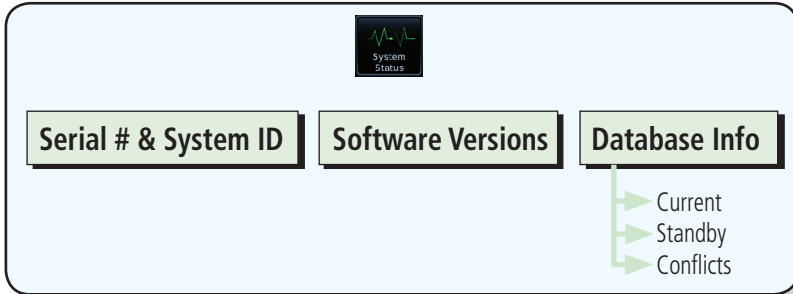 System
Status
Serial # & System ID
Software Versions
Database Info
Current
Standby
Conflicts